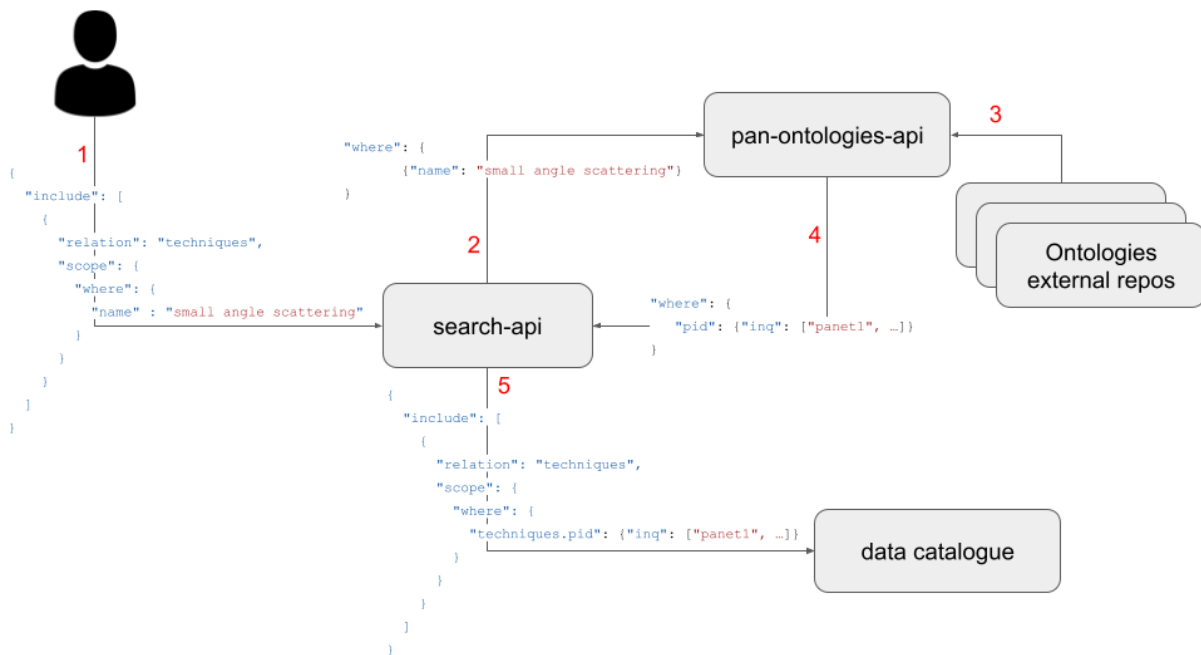 1
{
  "include": [
    {
      "relation": "techniques",
      "scope": {
        "where": {
          "name" : "small angle scattering"
        }
      }
    }
  ]
}
"where": {
        {"name": "small angle scattering"}
}
2
pan-ontologies-api
3
Ontologies
external repos
4
"where": {
   "pid": {"inq": ["panet1", …]}
}
search-api
5
{
  "include": [
    {
      "relation": "techniques",
      "scope": {
        "where": {
          "techniques.pid": {"inq": ["panet1", …]}
        }
      }
    }
  ]
}
data catalogue